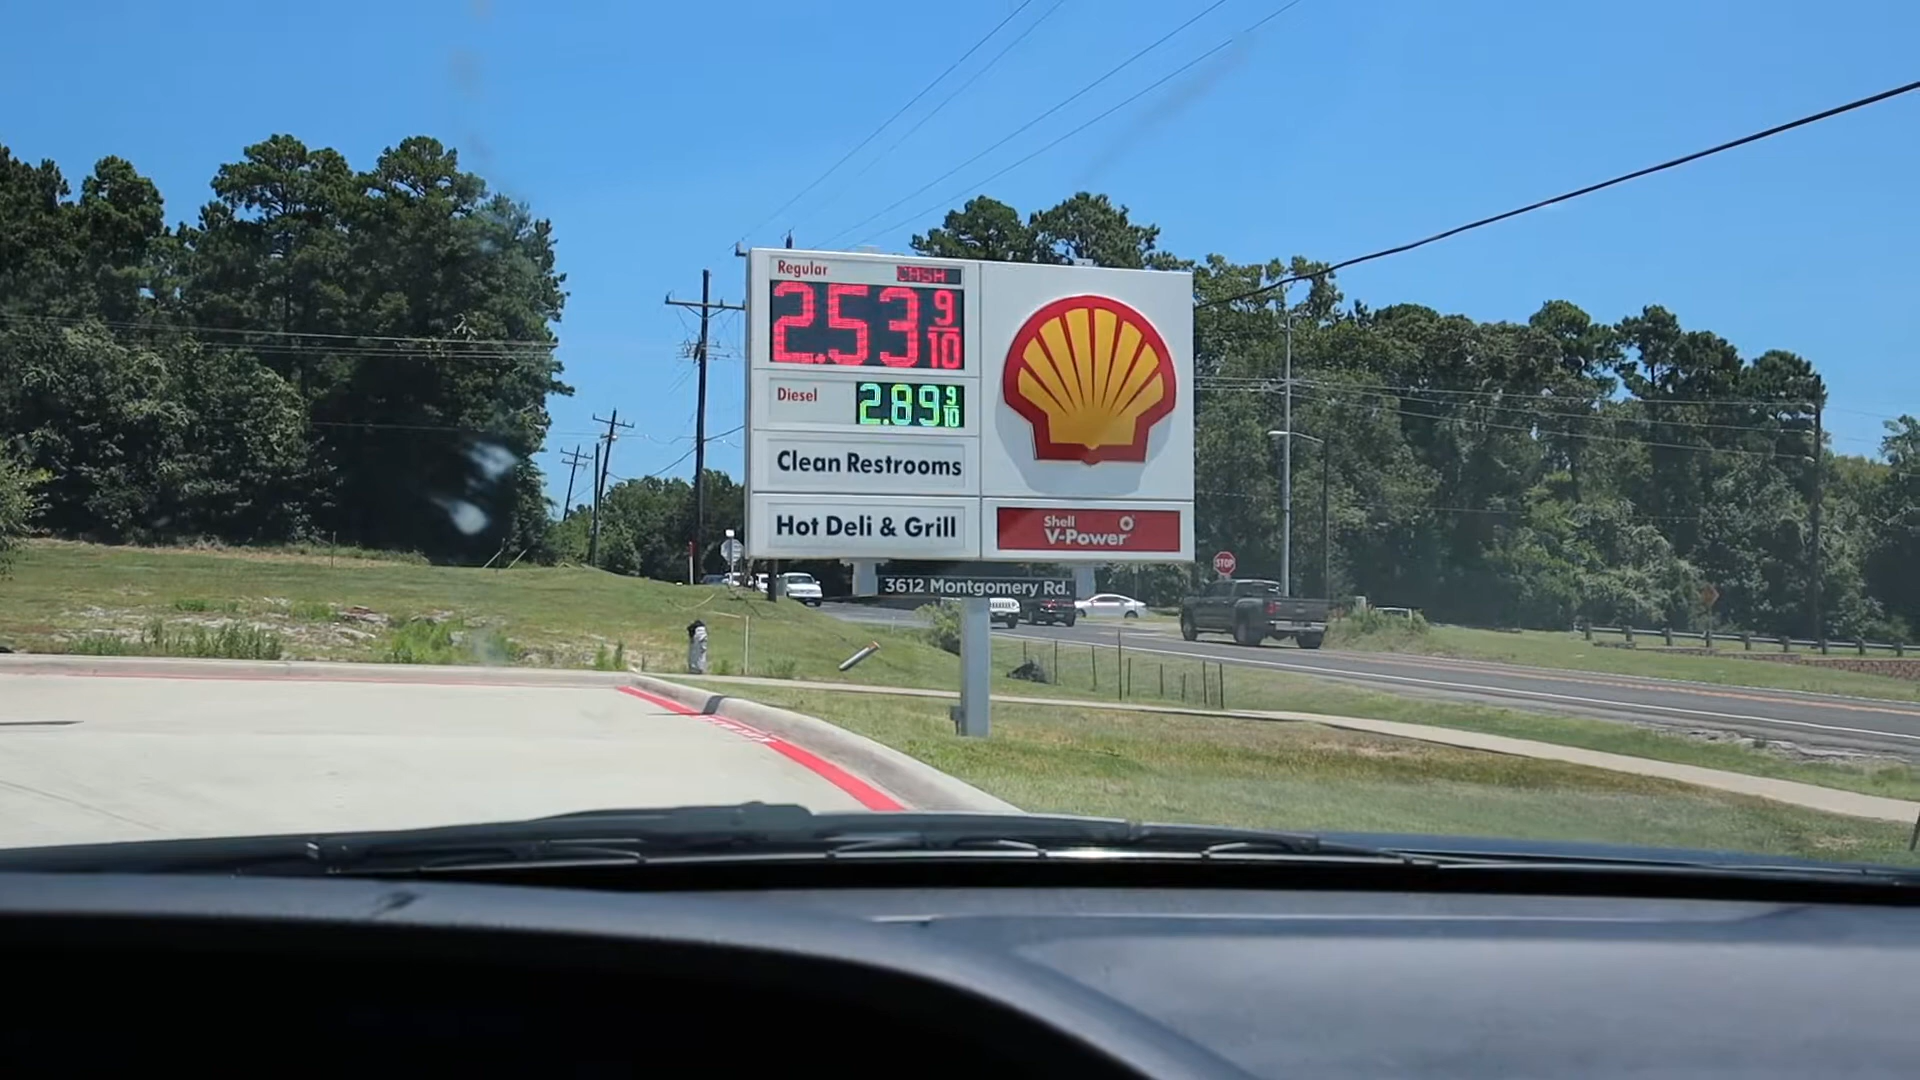 Regular CASH
2.53 9/10
Diesel 2.89 9/10
Clean Restrooms
Hot Deli & Grill
Shell
V-Power
3612 Montgomery Rd.
STOP